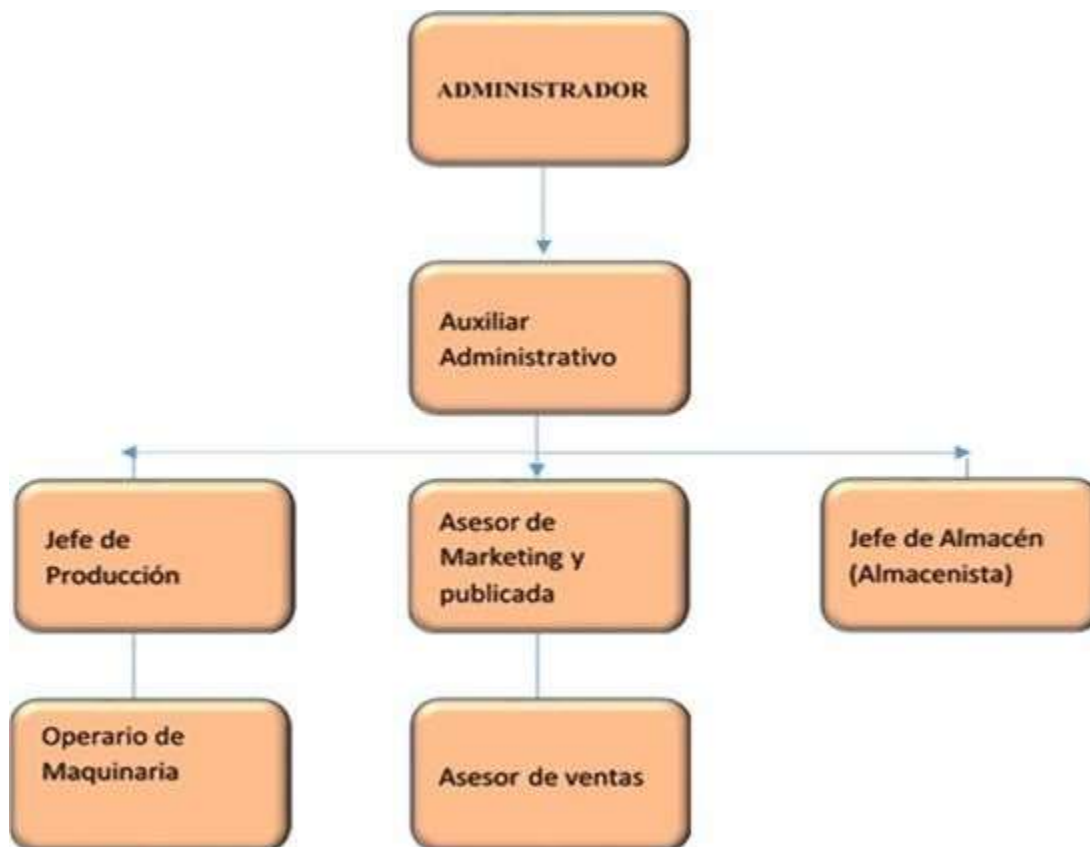 ADMINISTRADOR
Auxiliar
Administrativo
Jefe de
Producción
Asesor de
Marketing y
publicada
Jefe de Almacén
(Almacenista)
Operario de
Maquinaria
Asesor de ventas